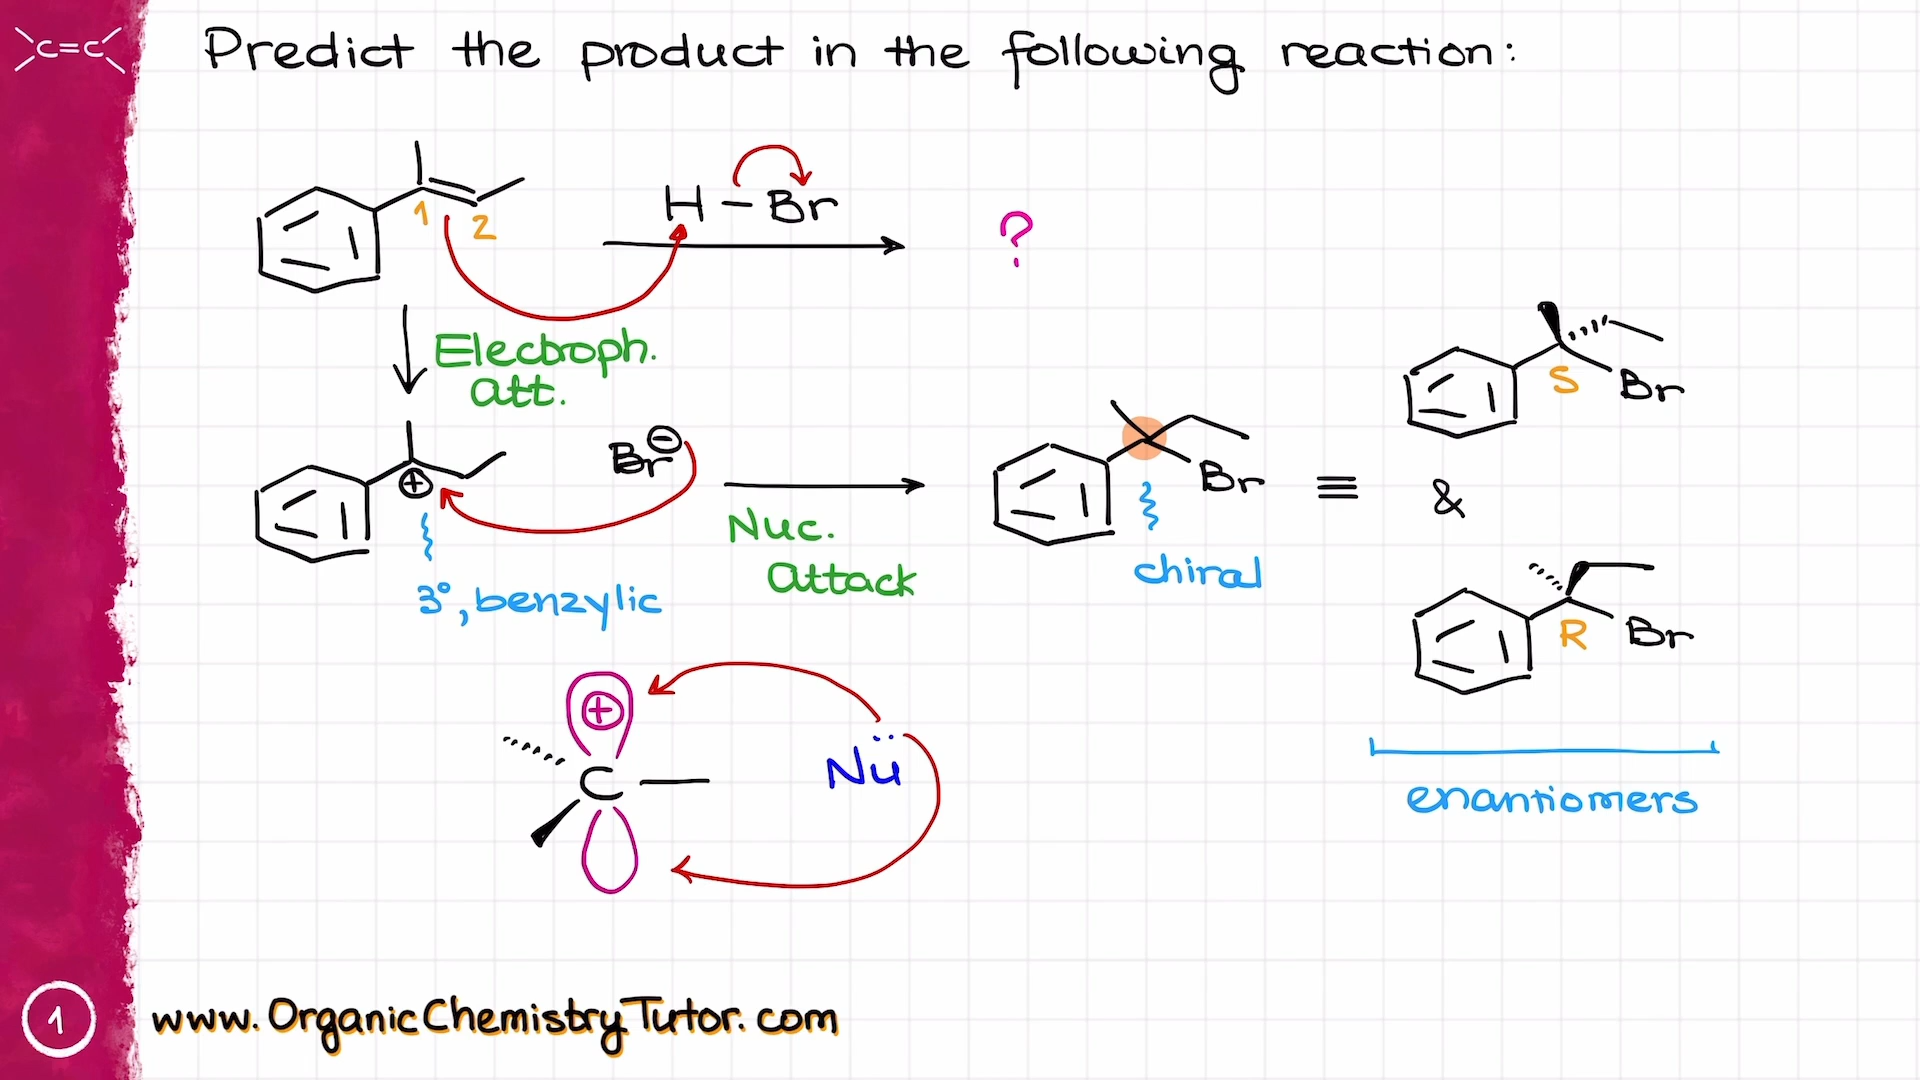 C=C
Predict the product in the following reaction:
1 2
H-Br
?
Electroph.
att.
S
Br
Br⊖
⊕
Br
≡
&
Nuc.
attack
chiral
3°, benzylic
R
Br
⊕
C
Nu
enantiomers
1
www.OrganicChemistryTutor.com